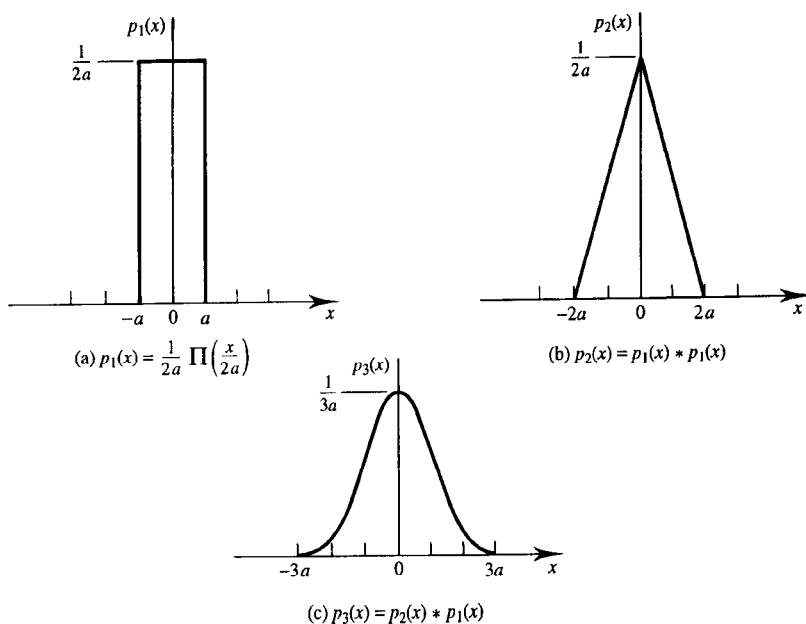 p₁(x)
1/2a
-a 0 a x
(a) p₁(x) = 1/2a Π(x/2a)
p₂(x)
1/2a
-2a 0 2a x
(b) p₂(x) = p₁(x) * p₁(x)
p₃(x)
1/3a
-3a 0 3a x
(c) p₃(x) = p₂(x) * p₁(x)